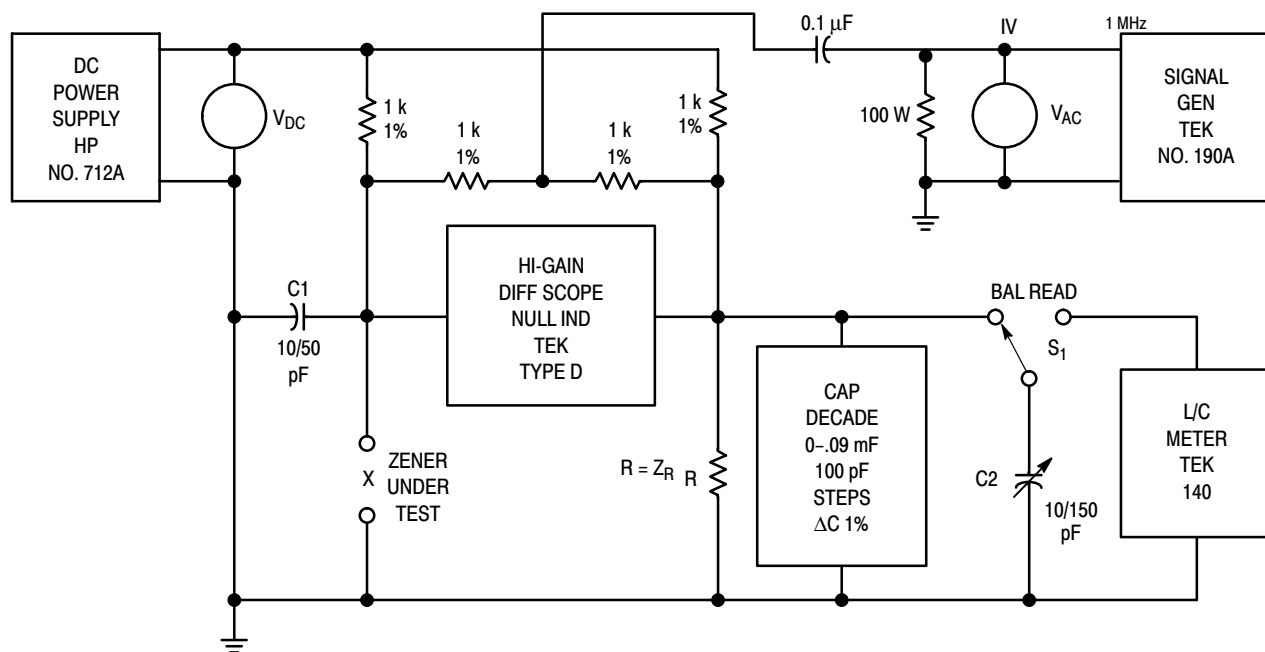 DC
POWER
SUPPLY
HP
NO. 712A
VDC
1 k
1%
1 k
1%
1 k
1%
1 k
1%
0.1 μF
100 W
IV
VAC
1 MHz
SIGNAL
GEN
TEK
NO. 190A
C1
10/50
pF
HI-GAIN
DIFF SCOPE
NULL IND
TEK
TYPE D
X
ZENER
UNDER
TEST
R = ZR
R
CAP
DECADE
0–.09 mF
100 pF
STEPS
ΔC 1%
BAL READ
S1
C2
10/150
pF
L/C
METER
TEK
140